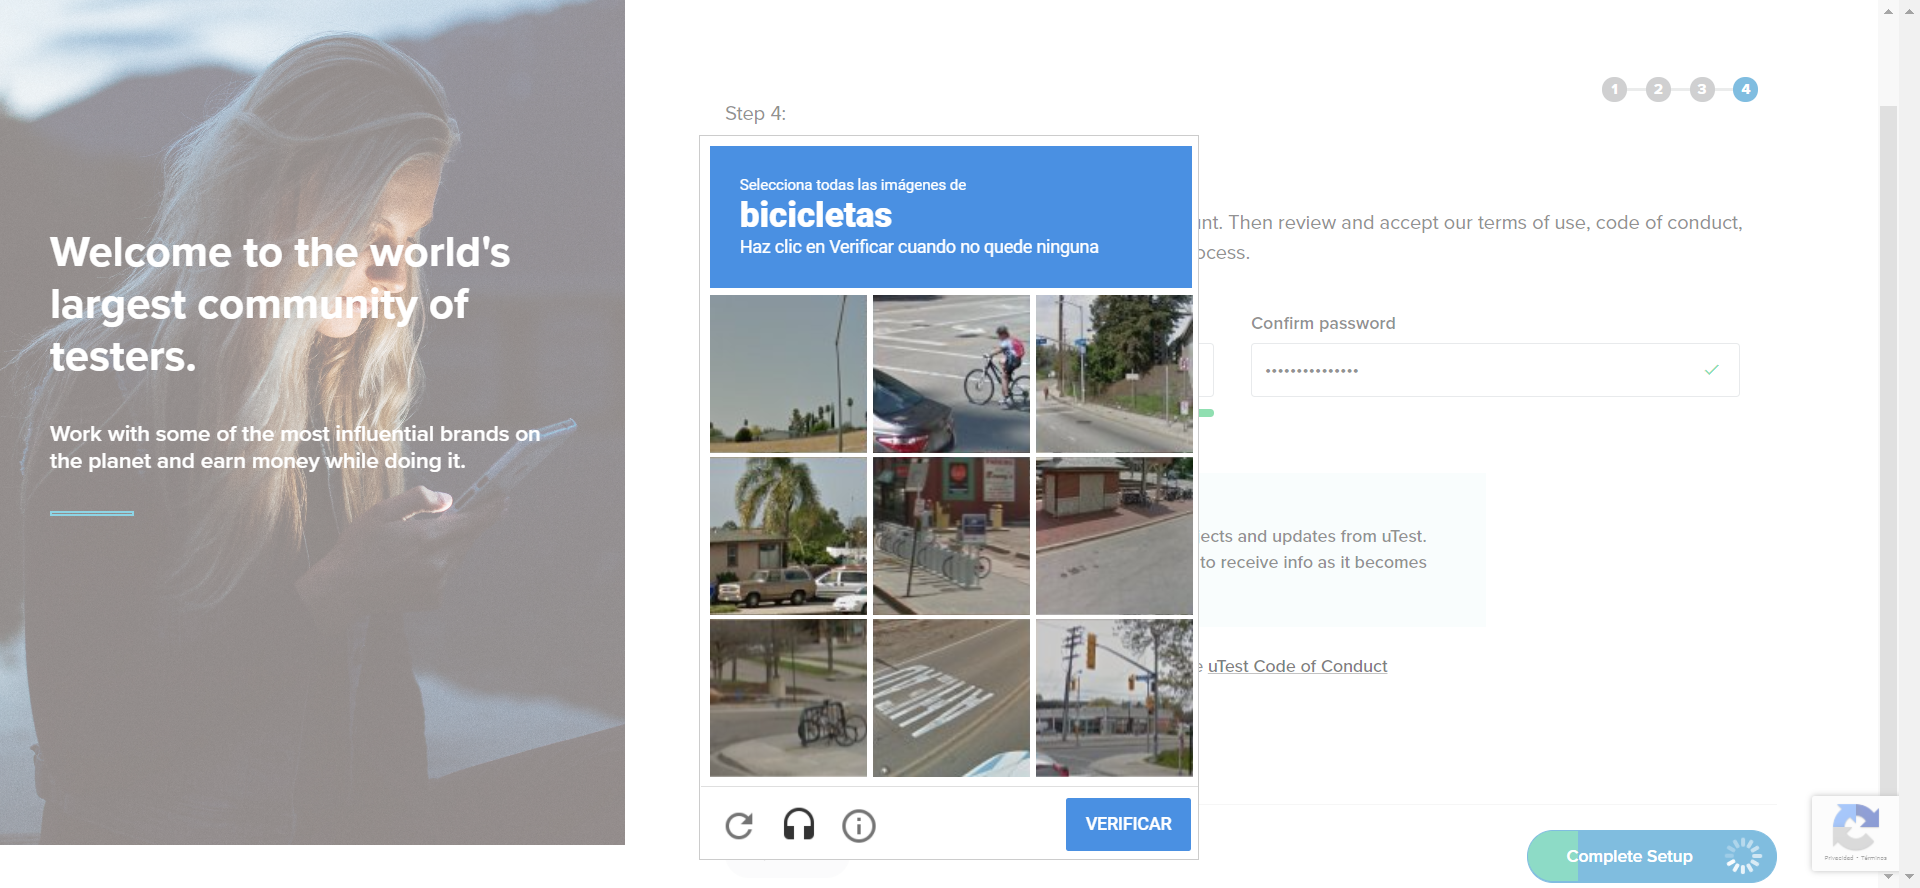 Welcome to the world's
largest community of
testers.
Work with some of the most influential brands on
the planet and earn money while doing it.
1 2 3 4
Step 4:
Selecciona todas las imágenes de
bicicletas
Haz clic en Verificar cuando no quede ninguna
VERIFICAR
. Then review and accept our terms of use, code of conduct,
Confirm password
•••••••••••••••
and updates from uTest.
to receive info as it becomes
uTest Code of Conduct
Complete Setup
Privacidad • Términos